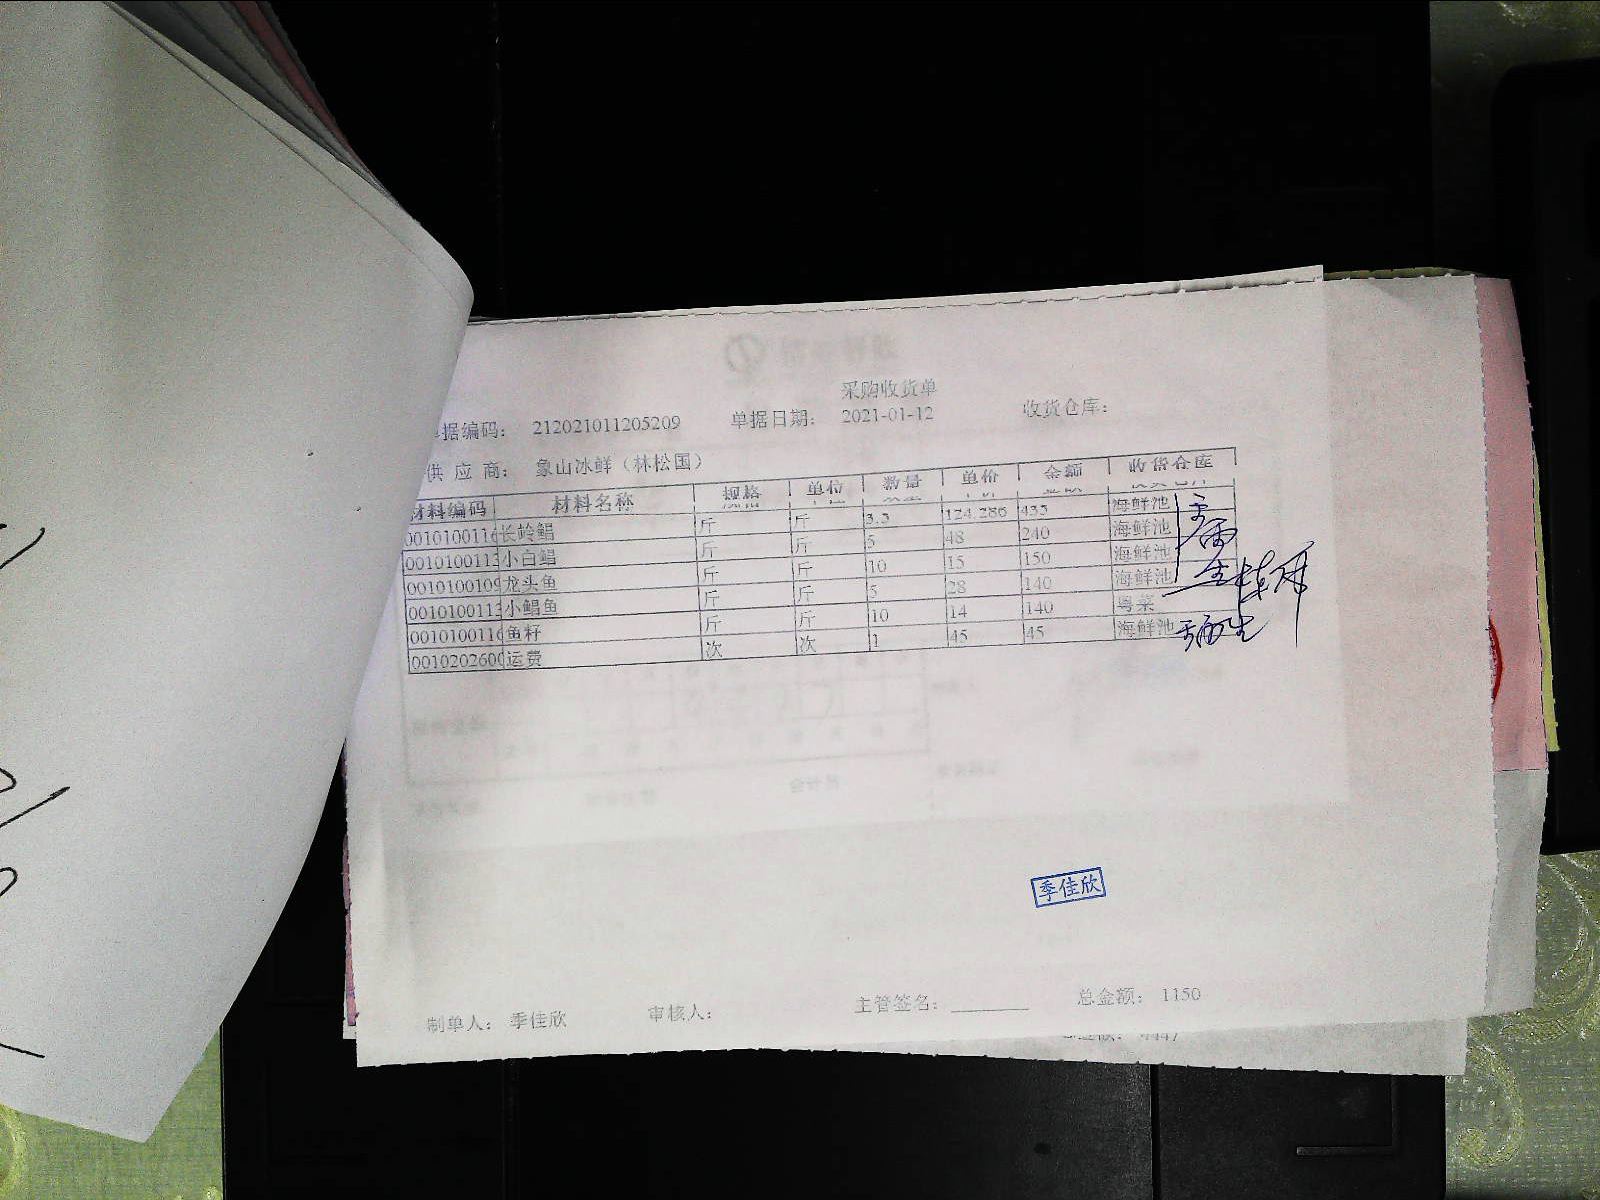 采购收货单
据编码： 212021011205209 单据日期： 2021-01-12 收货仓库：
供 应 商： 象山冰鲜（林松国）
材料编码 材料名称 规格 单位 数量 单价 金额 收货仓库
0010100116 长岭鲳 斤 斤 3.5 124.286 435 海鲜池
001010011 小白鲳 斤 斤 5 48 240 海鲜池
0010100109 龙头鱼 斤 斤 10 15 150 海鲜池
001010011 小鲳鱼 斤 斤 5 28 140 海鲜池
0010100116 鱼籽 斤 斤 10 14 140 粤菜
0010202600 运费 次 次 1 45 45 海鲜池
季佳欣
制单人： 季佳欣 审核人： 主管签名： 总金额： 1150